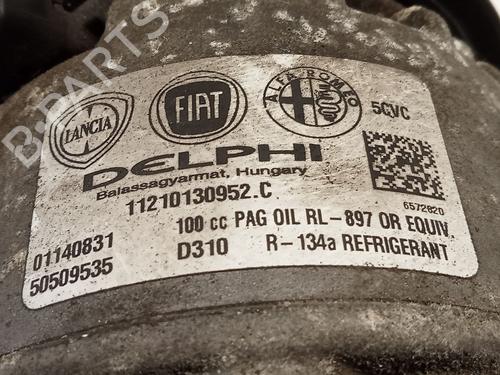 B-PARTS
LANCIA
FIAT
ALFA-ROMEO
5CVC
DELPHI
Balassagyarmat, Hungary
11210130952.C
6572820
01140831
100 cc PAG OIL RL-897 OR EQUIV.
50509535
D310
R-134a REFRIGERANT